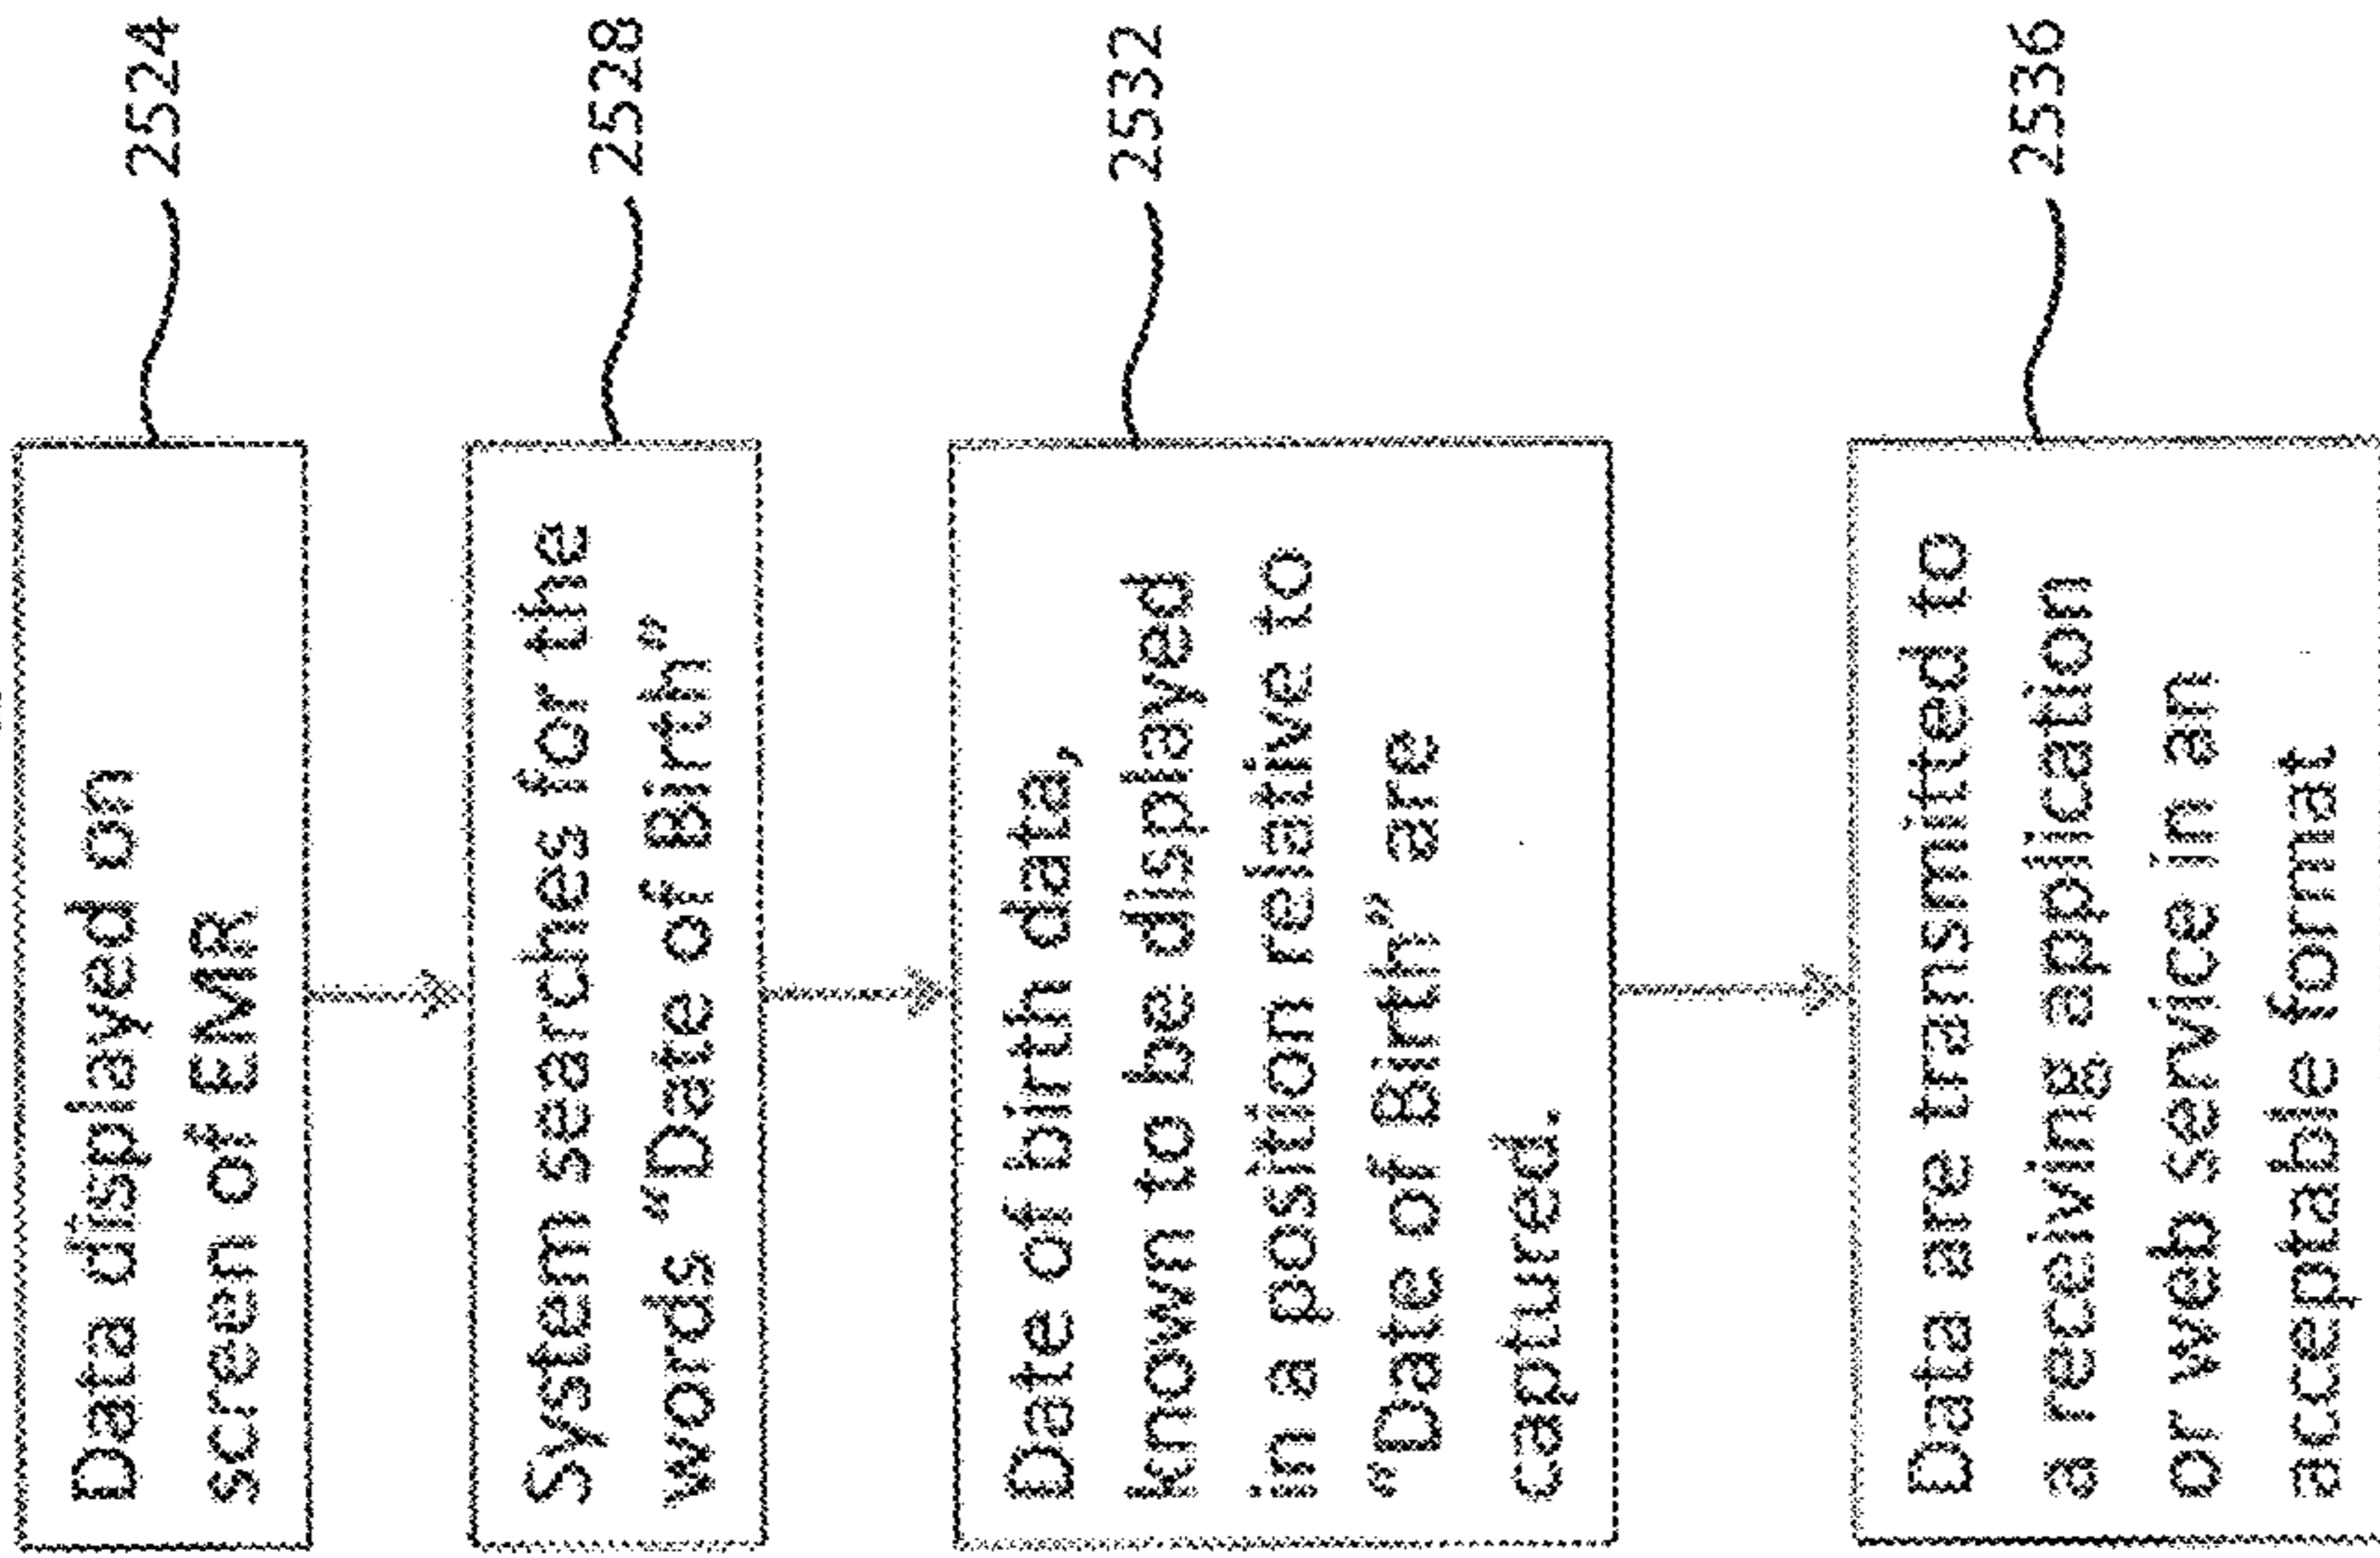 Data displayed on
screen of EMR
2524
System searches for the
words “Date of Birth”
2528
Date of birth data,
known to be displayed
in a position relative to
“Date of Birth” are
captured.
2532
Data are transmitted to
a receiving application
or web service in an
acceptable format
2536